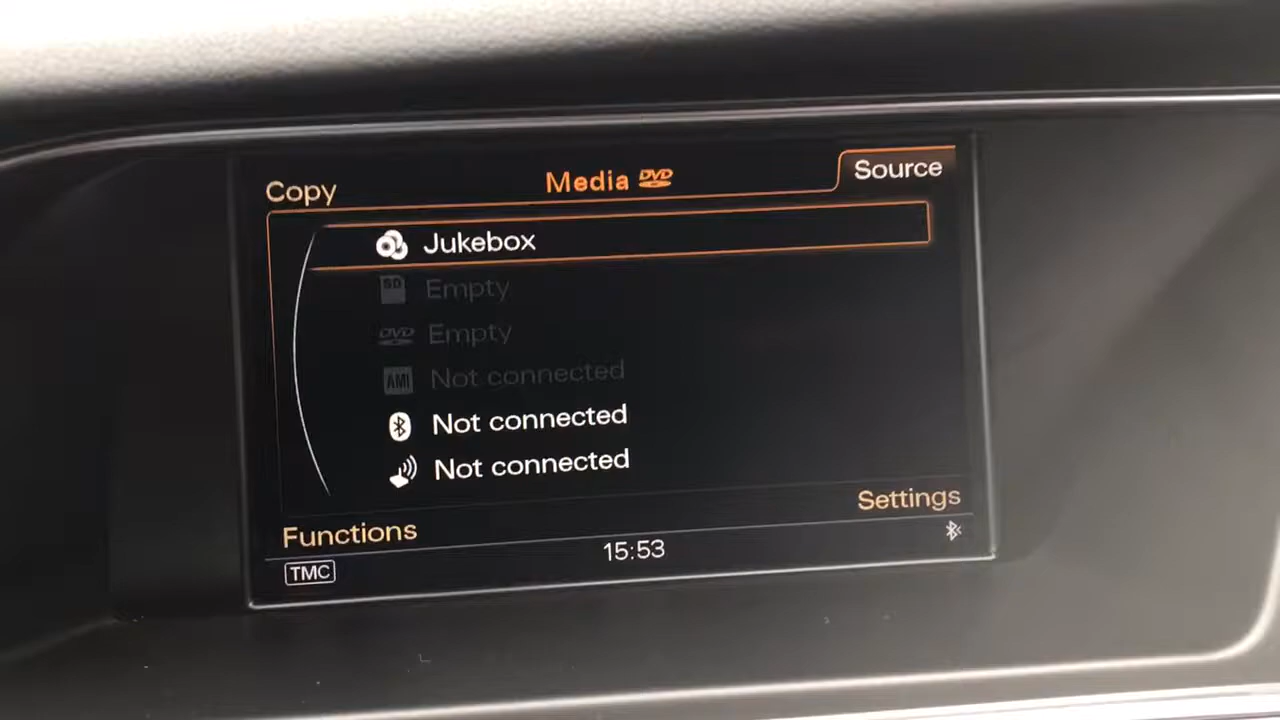 Copy
Media DVD
Source
Jukebox
SD Empty
DVD Empty
AMI Not connected
Not connected
Not connected
Settings
Functions
15:53
TMC